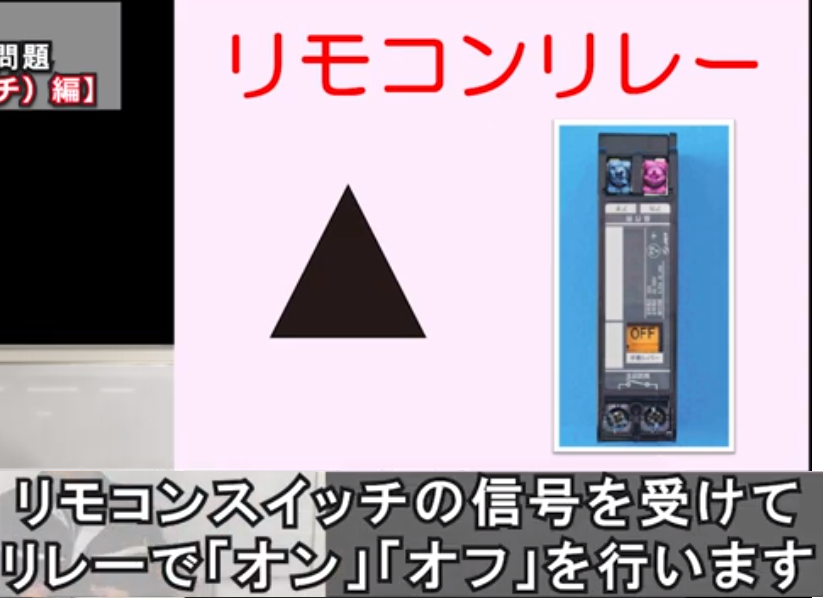 問題
チ）編】
リモコンリレー
OFF
リモコンスイッチの信号を受けて
リレーで｢オン｣｢オフ｣を行います